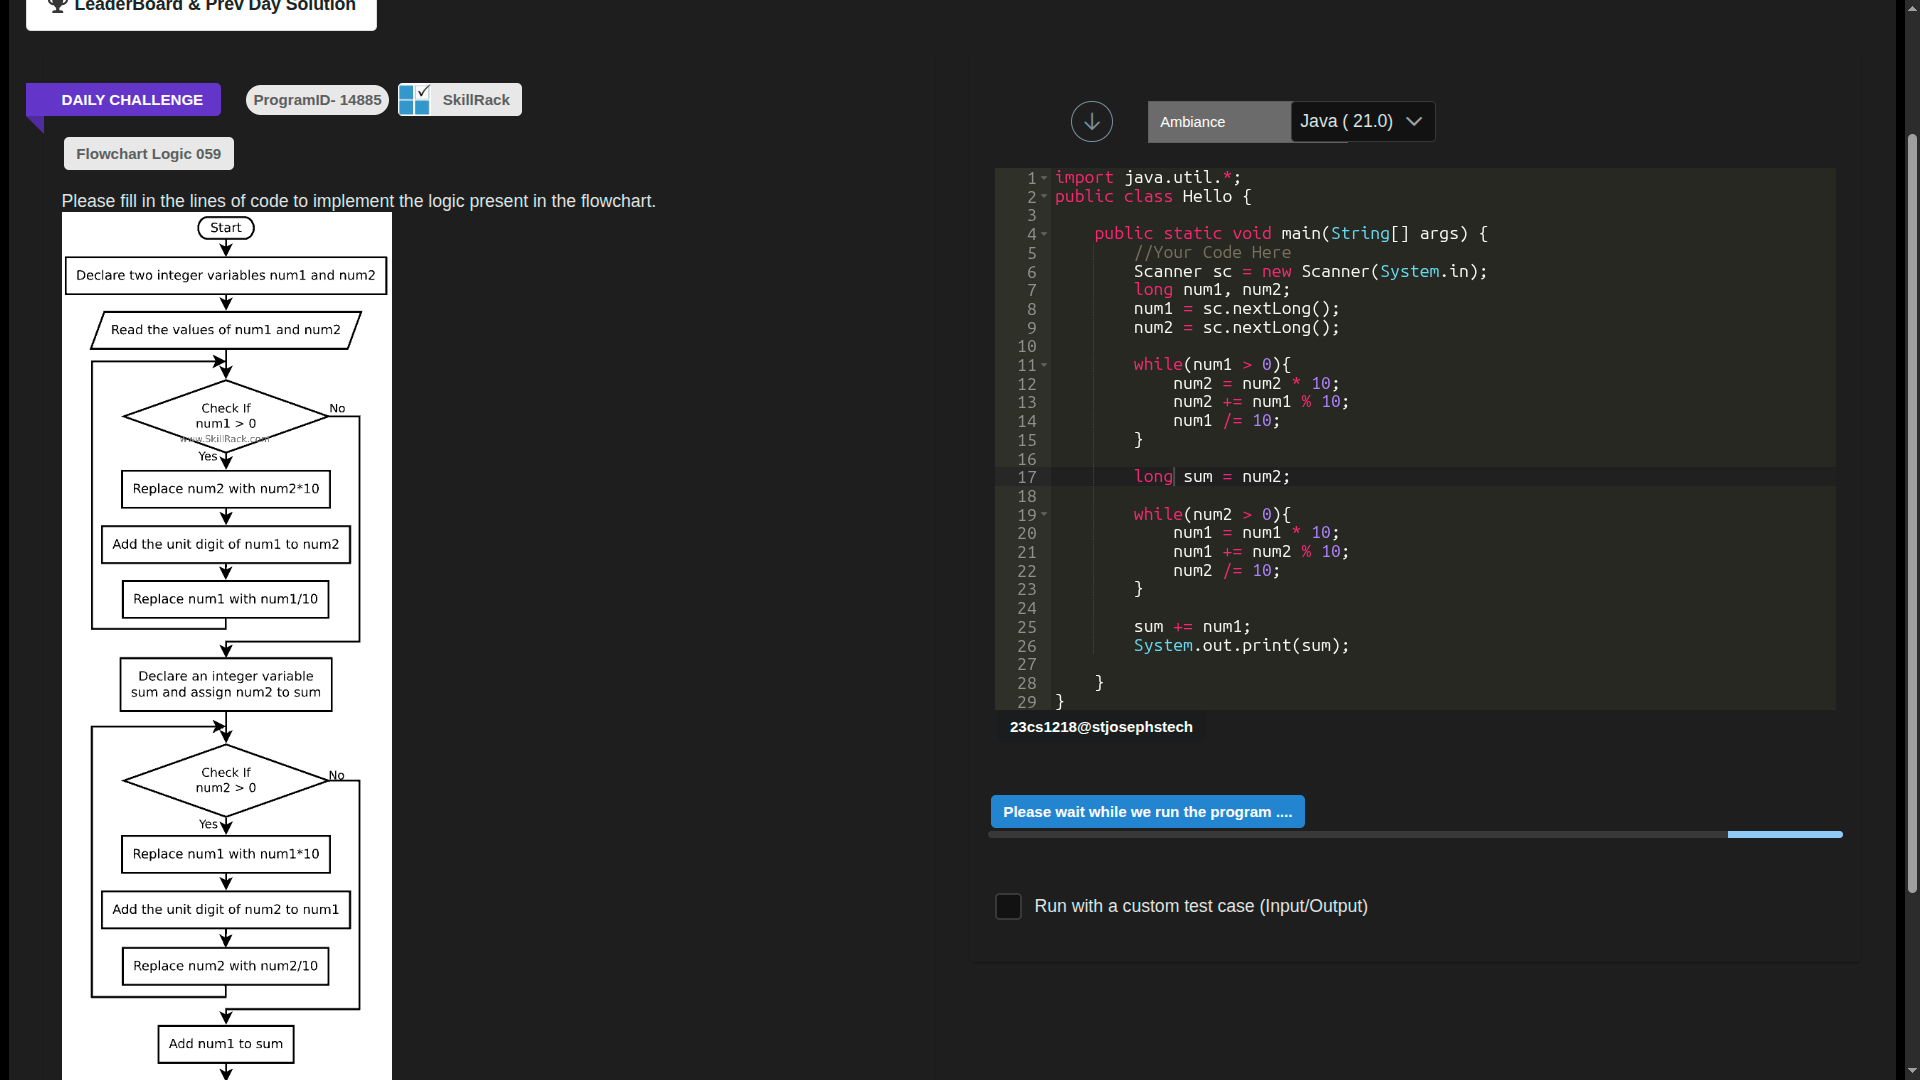 LeaderBoard & Prev Day Solution
DAILY CHALLENGE
ProgramID- 14885
SkillRack
Flowchart Logic 059
Please fill in the lines of code to implement the logic present in the flowchart.
Start
Declare two integer variables num1 and num2
Read the values of num1 and num2
Check If
num1 > 0
www.SkillRack.com
No
Yes
Replace num2 with num2*10
Add the unit digit of num1 to num2
Replace num1 with num1/10
Declare an integer variable
sum and assign num2 to sum
Check If
num2 > 0
No
Yes
Replace num1 with num1*10
Add the unit digit of num2 to num1
Replace num2 with num2/10
Add num1 to sum
Ambiance
Java ( 21.0)
1 import java.util.*;
2 public class Hello {
3
4     public static void main(String[] args) {
5         //Your Code Here
6         Scanner sc = new Scanner(System.in);
7         long num1, num2;
8         num1 = sc.nextLong();
9         num2 = sc.nextLong();
10
11         while(num1 > 0){
12             num2 = num2 * 10;
13             num2 += num1 % 10;
14             num1 /= 10;
15         }
16
17         long sum = num2;
18
19         while(num2 > 0){
20             num1 = num1 * 10;
21             num1 += num2 % 10;
22             num2 /= 10;
23         }
24
25         sum += num1;
26         System.out.print(sum);
27
28     }
29 }
23cs1218@stjosephstech
Please wait while we run the program ....
Run with a custom test case (Input/Output)